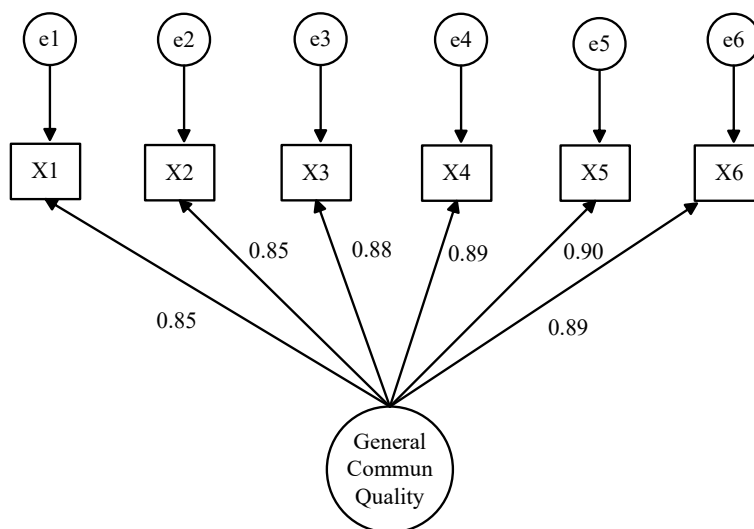 e1
e2
e3
e4
e5
e6
X1
X2
X3
X4
X5
X6
0.85
0.85
0.88
0.89
0.90
0.89
General
Commun
Quality